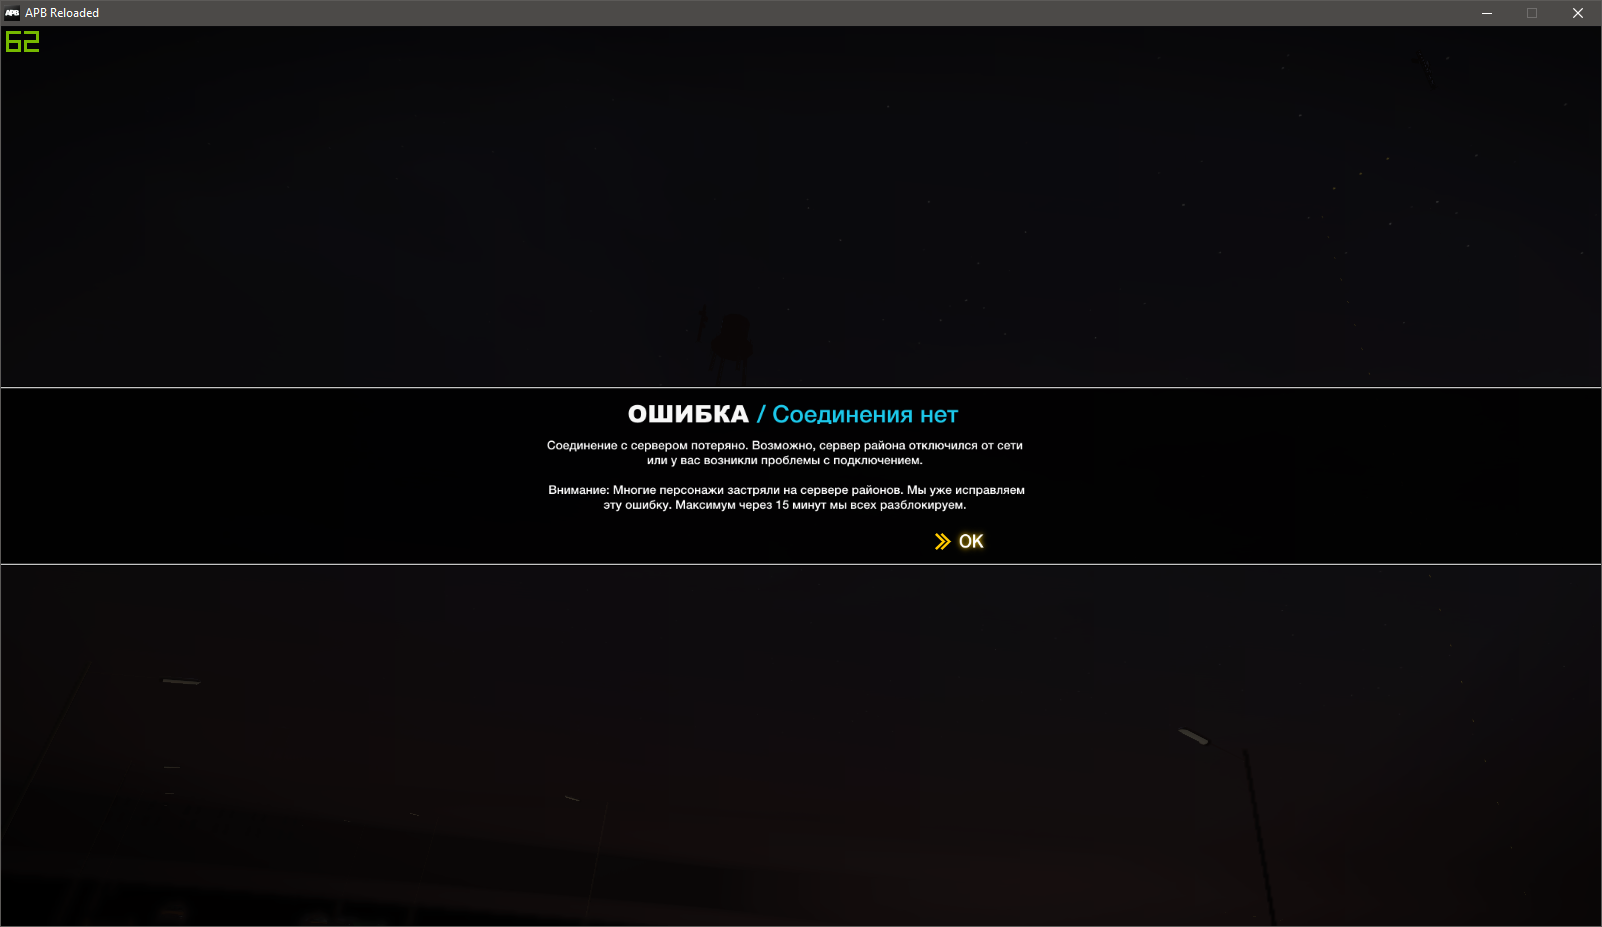 APB APB Reloaded
62
ОШИБКА / Соединения нет
Соединение с сервером потеряно. Возможно, сервер района отключился от сети
или у вас возникли проблемы с подключением.
Внимание: Многие персонажи застряли на сервере районов. Мы уже исправляем
эту ошибку. Максимум через 15 минут мы всех разблокируем.
OK